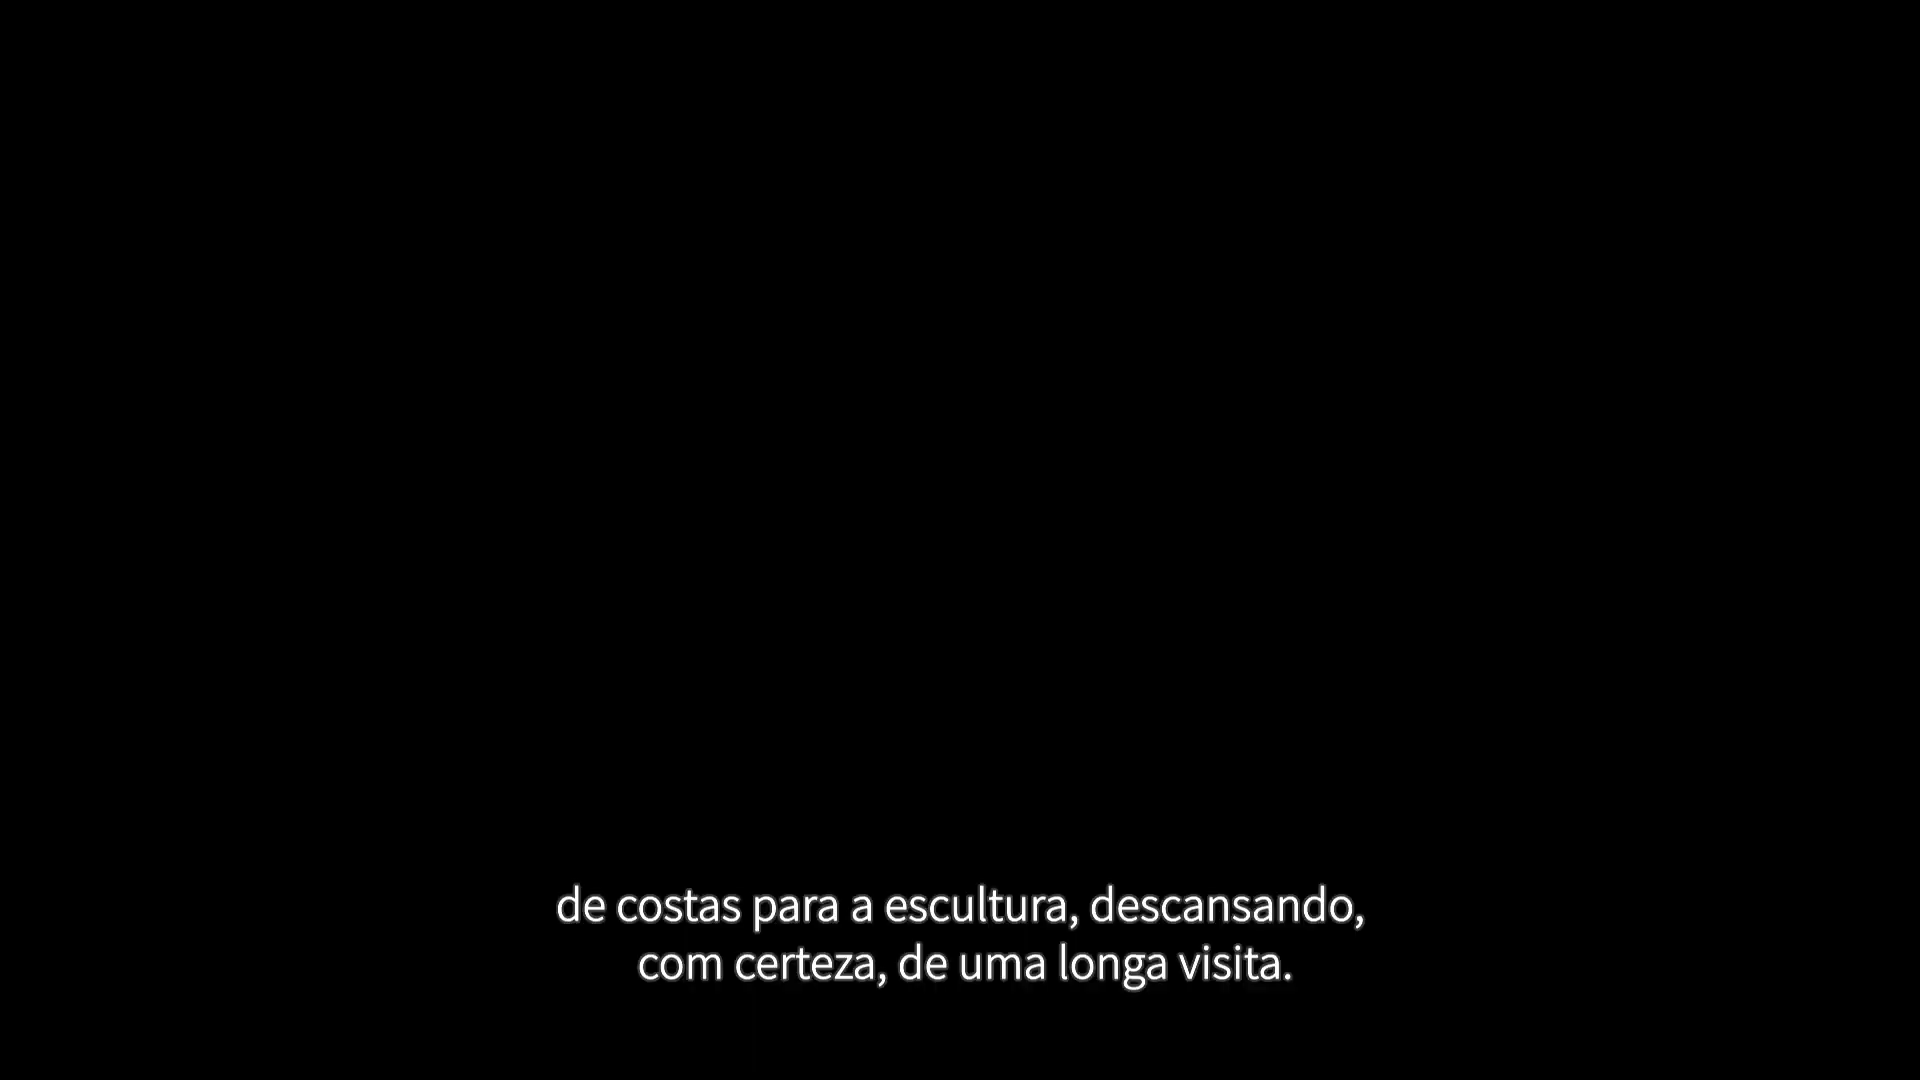 de costas para a escultura, descansando,
com certeza, de uma longa visita.